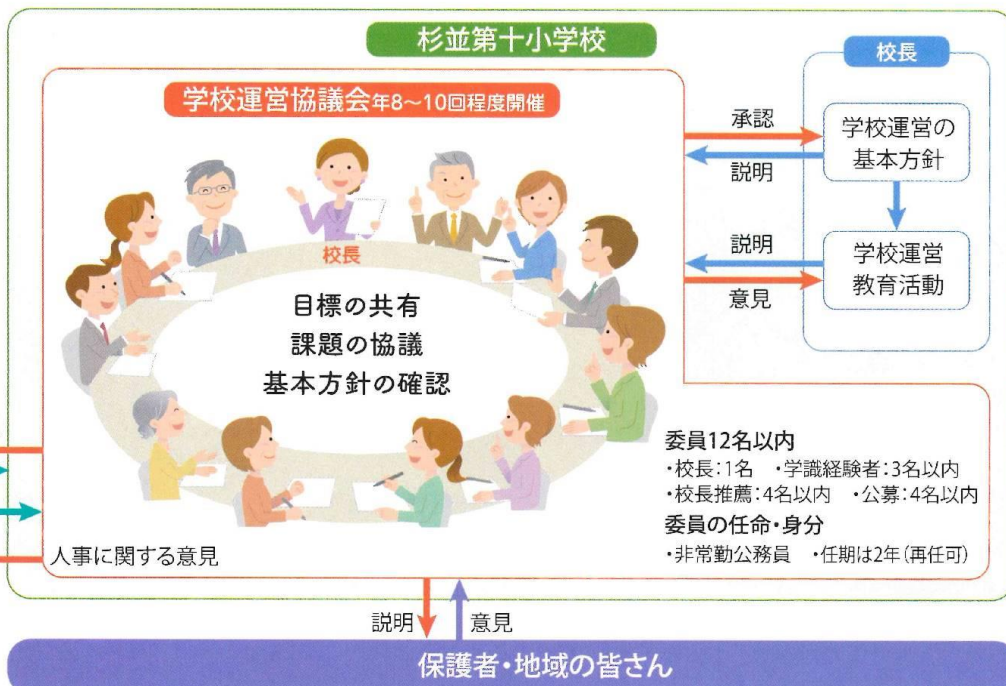 杉並第十小学校
学校運営協議会年8〜10回程度開催
校長
目標の共有
課題の協議
基本方針の確認
承認
説明
説明
意見
校長
学校運営の
基本方針
学校運営
教育活動
委員12名以内
・校長:1名 ・学識経験者:3名以内
・校長推薦:4名以内 ・公募:4名以内
委員の任命・身分
・非常勤公務員 ・任期は2年(再任可)
人事に関する意見
説明
意見
保護者・地域の皆さん